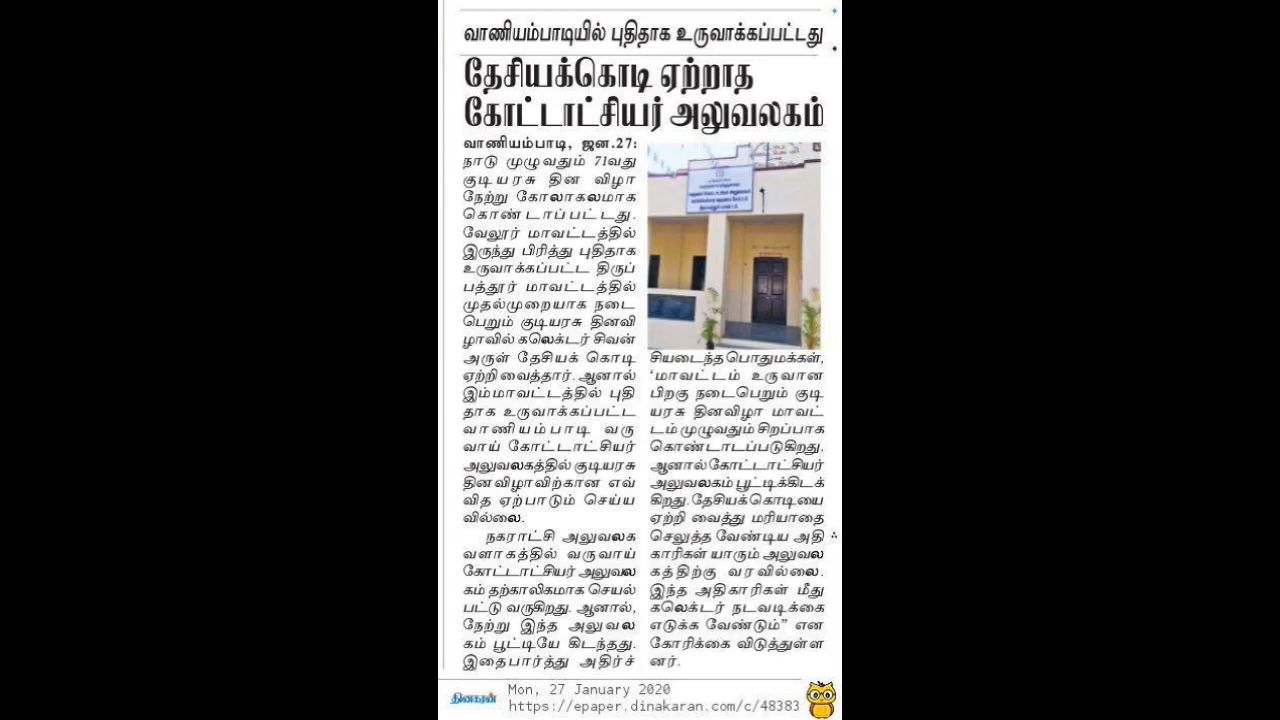 வாணியம்பாடியில் புதிதாக உருவாக்கப்பட்டது
தேசியக்கொடி ஏற்றாத
கோட்டாட்சியர் அலுவலகம்
வாணியம்பாடி, ஜன.27:
நாடு முழுவதும் 71வது
குடியரசு தின விழா
நேற்று கோலாகலமாக
கொண்டாப்பட்டது.
வேலூர் மாவட்டத்தில்
இருந்து பிரித்து புதிதாக
உருவாக்கப்பட்ட திருப்
பத்தூர் மாவட்டத்தில்
முதல்முறையாக நடை
பெறும் குடியரசு தினவி
ழாவில் கலெக்டர் சிவன்
அருள் தேசியக் கொடி
ஏற்றி வைத்தார். ஆனால்
இம்மாவட்டத்தில் புதி
தாக உருவாக்கப்பட்ட
வாணியம்பாடி வரு
வாய் கோட்டாட்சியர்
அலுவலகத்தில் குடியரசு
தினவிழாவிற்கான எவ்
வித ஏற்பாடும் செய்ய
வில்லை.
நகராட்சி அலுவலக
வளாகத்தில் வருவாய்
கோட்டாட்சியர் அலுவல
கம் தற்காலிகமாக செயல்
பட்டு வருகிறது. ஆனால்,
நேற்று இந்த அலுவல
கம் பூட்டியே கிடந்தது.
இதைபார்த்து அதிர்ச்
சியடைந்த பொதுமக்கள்,
‘மாவட்டம் உருவான
பிறகு நடைபெறும் குடி
யரசு தினவிழா மாவட்
டம் முழுவதும் சிறப்பாக
கொண்டாடப்படுகிறது.
ஆனால் கோட்டாட்சியர்
அலுவலகம் பூட்டிக்கிடக்
கிறது. தேசியக்கொடியை
ஏற்றி வைத்து மரியாதை
செலுத்த வேண்டிய அதி
காரிகள் யாரும் அலுவல
கத்திற்கு வரவில்லை.
இந்த அதிகாரிகள் மீது
கலெக்டர் நடவடிக்கை
எடுக்க வேண்டும்” என
கோரிக்கை விடுத்துள்ள
னர்.
தினகரன்
Mon, 27 January 2020
https://epaper.dinakaran.com/c/48383